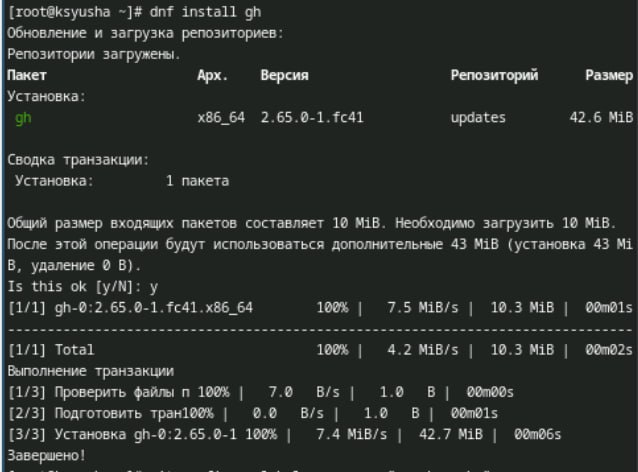 [root@ksyusha ~]# dnf install gh
Обновление и загрузка репозиториев:
Репозитории загружены.
Пакет Арх. Версия Репозиторий Размер
Установка:
gh x86_64 2.65.0-1.fc41 updates 42.6 MiB
Сводка транзакции:
Установка: 1 пакета
Общий размер входящих пакетов составляет 10 MiB. Необходимо загрузить 10 MiB.
После этой операции будут использоваться дополнительные 43 MiB (установка 43 Mi
B, удаление 0 B).
Is this ok [y/N]: y
[1/1] gh-0:2.65.0-1.fc41.x86_64 100% | 7.5 MiB/s | 10.3 MiB | 00m01s
--------------------------------------------------------------------------------
[1/1] Total 100% | 4.2 MiB/s | 10.3 MiB | 00m02s
Выполнение транзакции
[1/3] Проверить файлы п 100% | 7.0 B/s | 1.0 B | 00m00s
[2/3] Подготовить тран100% | 0.0 B/s | 1.0 B | 00m01s
[3/3] Установка gh-0:2.65.0-1 100% | 7.4 MiB/s | 42.7 MiB | 00m06s
Завершено!